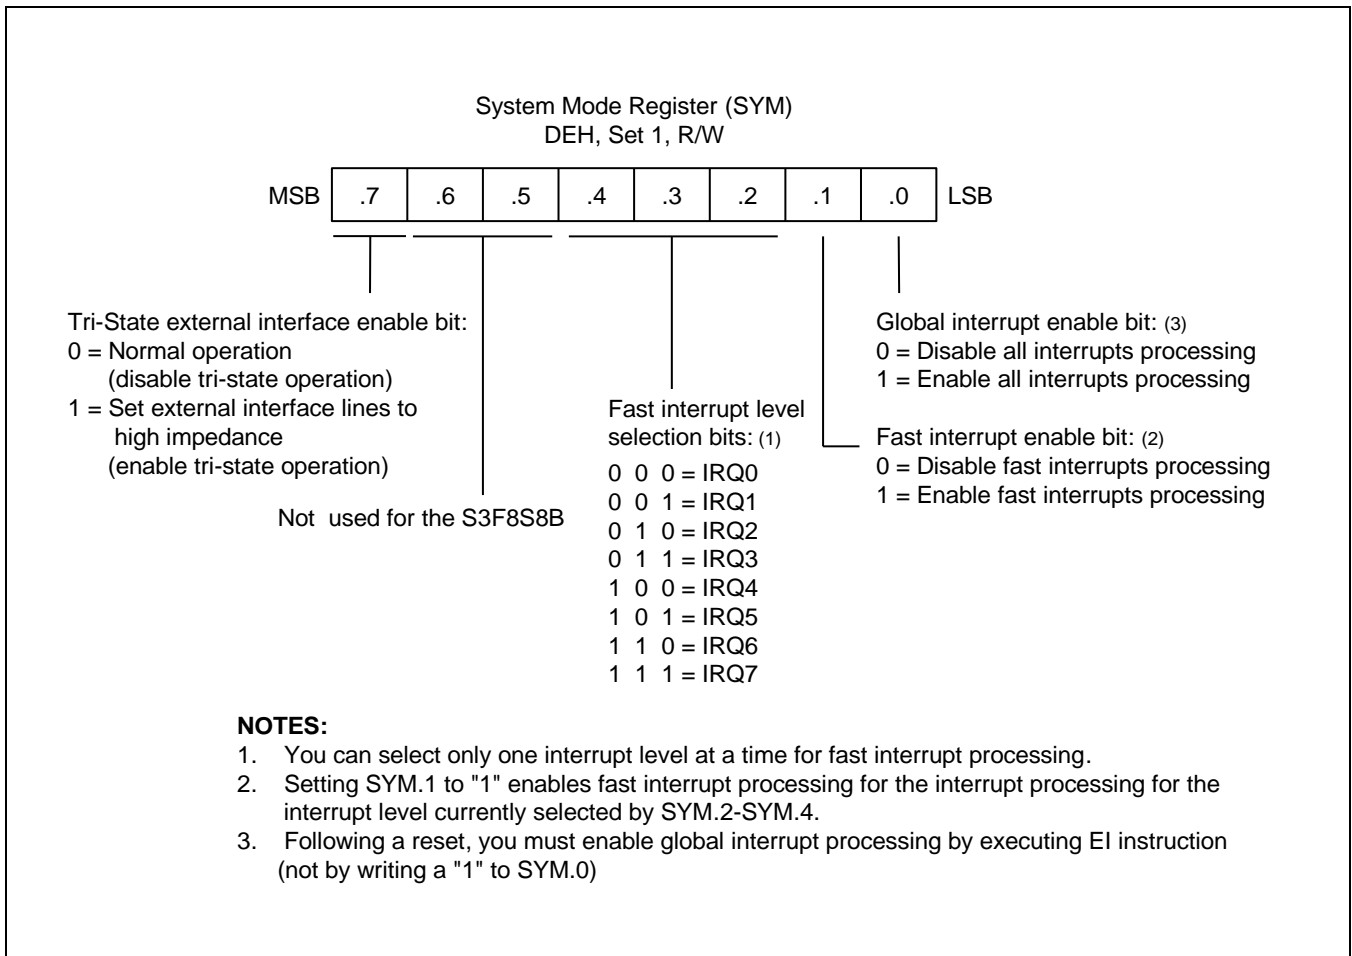 System Mode Register (SYM)
DEH, Set 1, R/W
MSB .7 .6 .5 .4 .3 .2 .1 .0 LSB
Tri-State external interface enable bit:
0 = Normal operation
(disable tri-state operation)
1 = Set external interface lines to
high impedance
(enable tri-state operation)
Not used for the S3F8S8B
Fast interrupt level
selection bits: (1)
0 0 0 = IRQ0
0 0 1 = IRQ1
0 1 0 = IRQ2
0 1 1 = IRQ3
1 0 0 = IRQ4
1 0 1 = IRQ5
1 1 0 = IRQ6
1 1 1 = IRQ7
Global interrupt enable bit: (3)
0 = Disable all interrupts processing
1 = Enable all interrupts processing
Fast interrupt enable bit: (2)
0 = Disable fast interrupts processing
1 = Enable fast interrupts processing
NOTES:
1. You can select only one interrupt level at a time for fast interrupt processing.
2. Setting SYM.1 to "1" enables fast interrupt processing for the interrupt processing for the
interrupt level currently selected by SYM.2-SYM.4.
3. Following a reset, you must enable global interrupt processing by executing EI instruction
(not by writing a "1" to SYM.0)